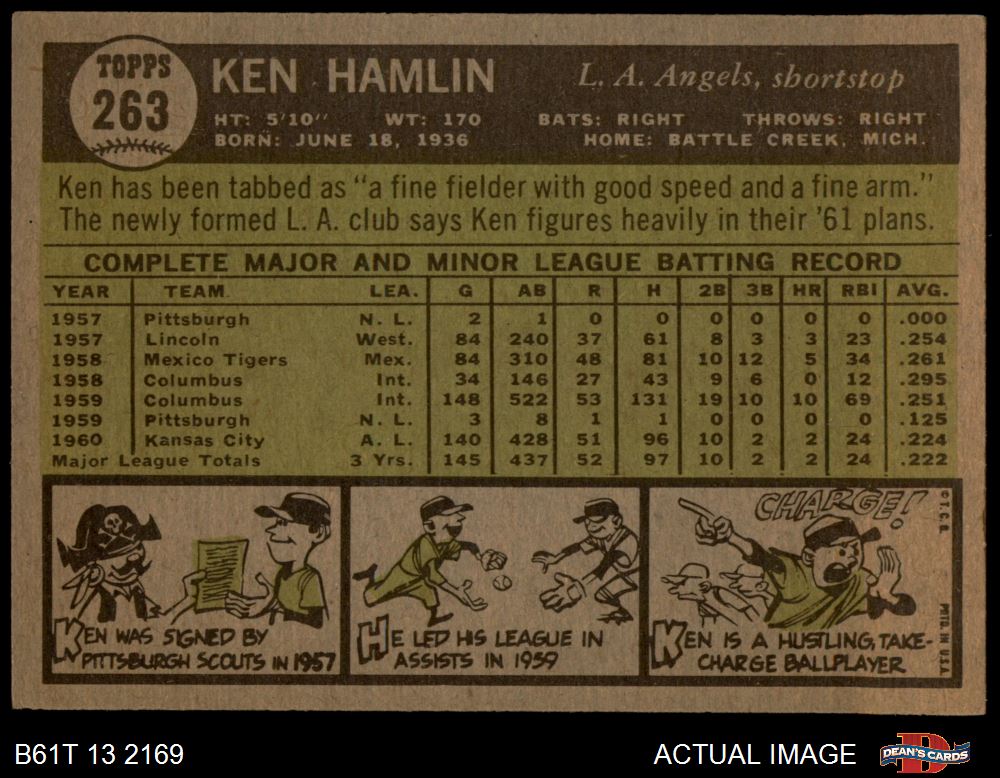 TOPPS
263
KEN HAMLIN
L. A. Angels, shortstop
HT: 5'10" WT: 170 BATS: RIGHT THROWS: RIGHT
BORN: JUNE 18, 1936 HOME: BATTLE CREEK, MICH.
Ken has been tabbed as "a fine fielder with good speed and a fine arm."
The newly formed L. A. club says Ken figures heavily in their '61 plans.
COMPLETE MAJOR AND MINOR LEAGUE BATTING RECORD
YEAR TEAM LEA. G AB R H 2B 3B HR RBI AVG.
1957 Pittsburgh N. L. 2 1 0 0 0 0 0 0 .000
1957 Lincoln West. 84 240 37 61 8 3 3 23 .254
1958 Mexico Tigers Mex. 84 310 48 81 10 12 5 34 .261
1958 Columbus Int. 34 146 27 43 9 6 0 12 .295
1959 Columbus Int. 148 522 53 131 19 10 10 69 .251
1959 Pittsburgh N. L. 3 8 1 1 0 0 0 0 .125
1960 Kansas City A. L. 140 428 51 96 10 2 2 24 .224
Major League Totals 3 Yrs. 145 437 52 97 10 2 2 24 .222
KEN WAS SIGNED BY
PITTSBURGH SCOUTS IN 1957
HE LED HIS LEAGUE IN
ASSISTS IN 1959
CHARGE!
KEN IS A HUSTLING, TAKE-
CHARGE BALLPLAYER
© T. C. G. PRTD. IN U.S.A.
B61T 13 2169
ACTUAL IMAGE
DEAN'S CARDS